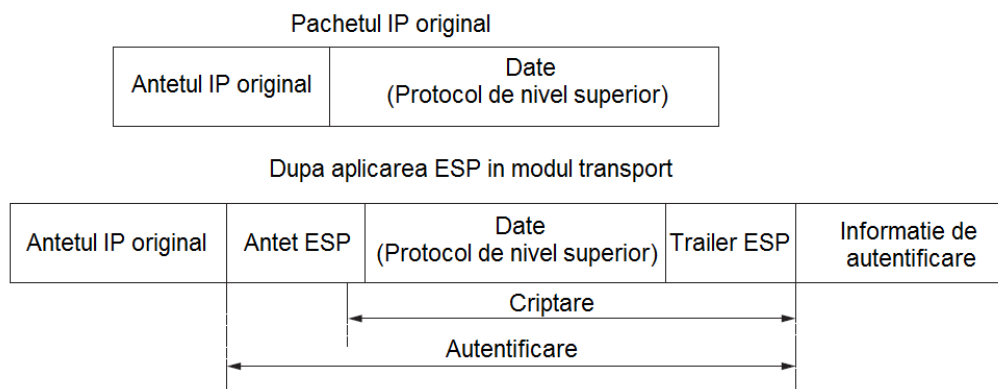 Pachetul IP original
Antetul IP original
Date
(Protocol de nivel superior)
Dupa aplicarea ESP in modul transport
Antetul IP original
Antet ESP
Date
(Protocol de nivel superior)
Trailer ESP
Informatie de
autentificare
Criptare
Autentificare